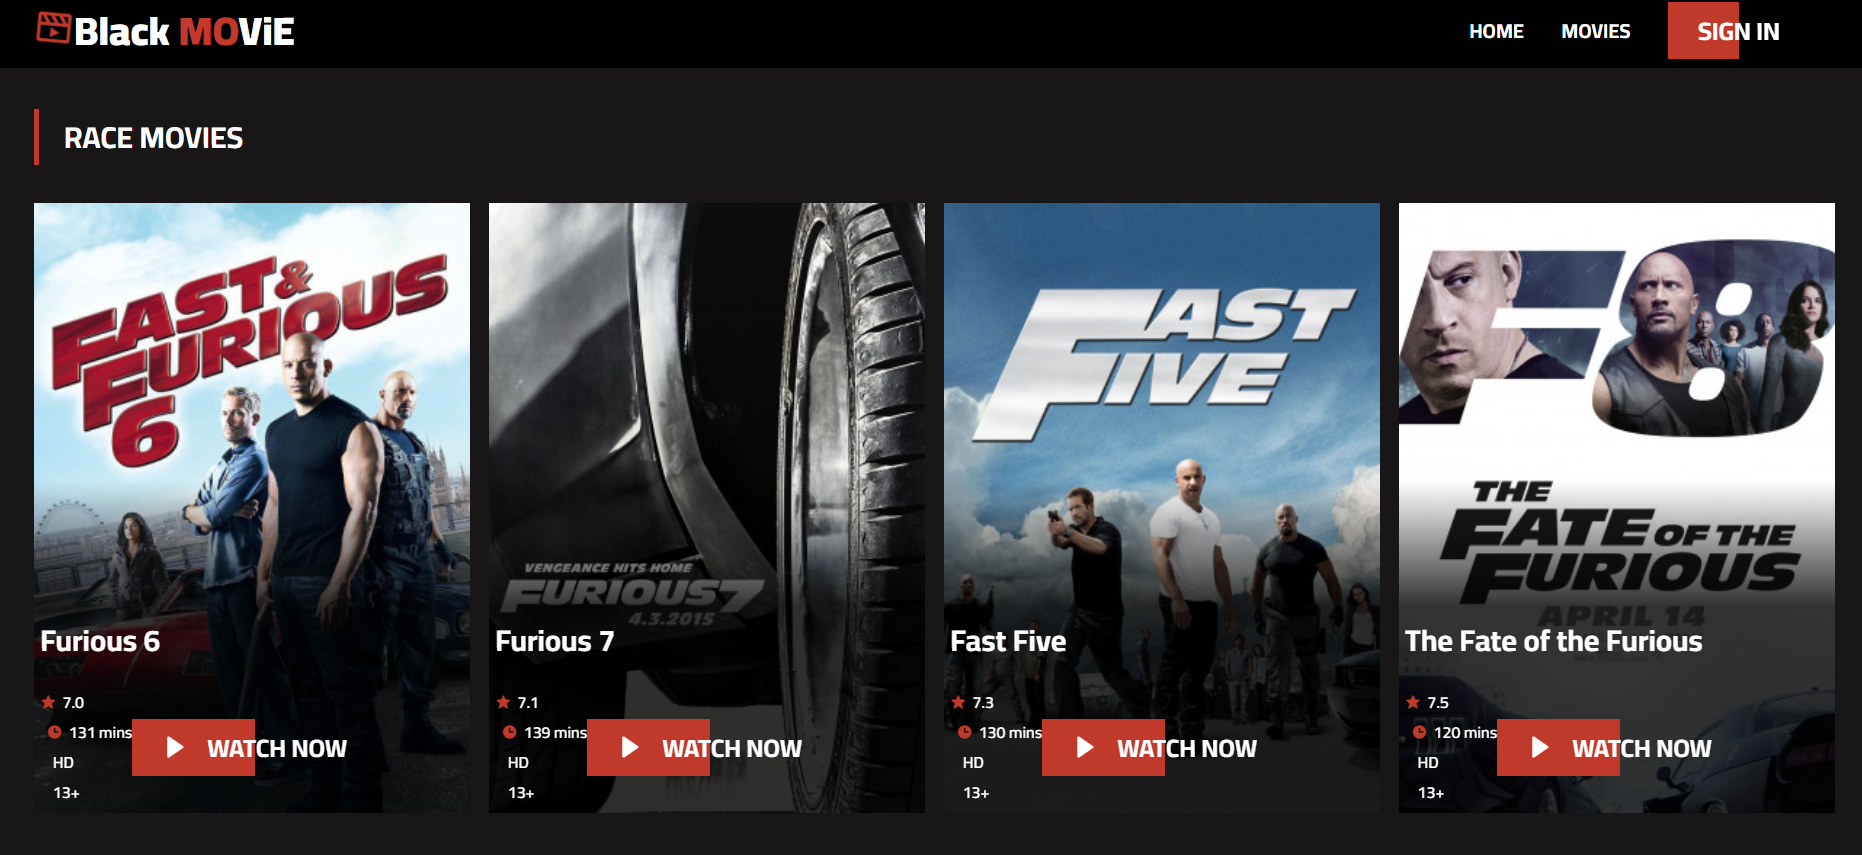 Black MOViE
HOME MOVIES SIGN IN
RACE MOVIES
FAST &
FURIOUS
6
Furious 6
7.0
131 mins
WATCH NOW
HD
13+
VENGEANCE HITS HOME
FURIOUS 7
4.3.2015
Furious 7
7.1
139 mins
WATCH NOW
HD
13+
FAST
FIVE
Fast Five
7.3
130 mins
WATCH NOW
HD
13+
F8
THE
FATE OF THE
FURIOUS
APRIL 14
The Fate of the Furious
7.5
120 mins
WATCH NOW
HD
13+